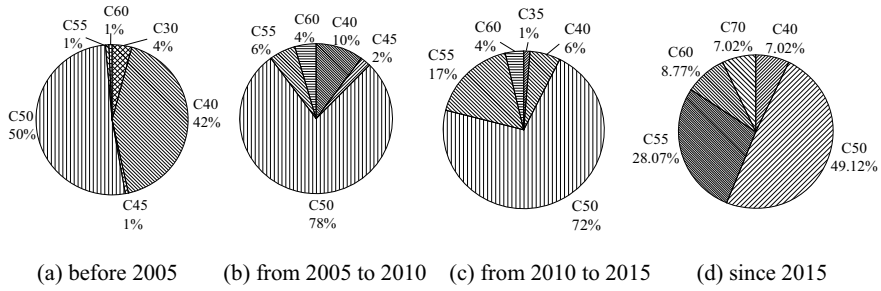 C60
1%
C30
4%
C55
1%
C50
50%
C40
42%
C45
1%
(a) before 2005
C60
4%
C40
10%
C55
6%
C45
2%
C50
78%
(b) from 2005 to 2010
C35
1%
C60
4%
C40
6%
C55
17%
C50
72%
(c) from 2010 to 2015
C70
7.02%
C40
7.02%
C60
8.77%
C55
28.07%
C50
49.12%
(d) since 2015